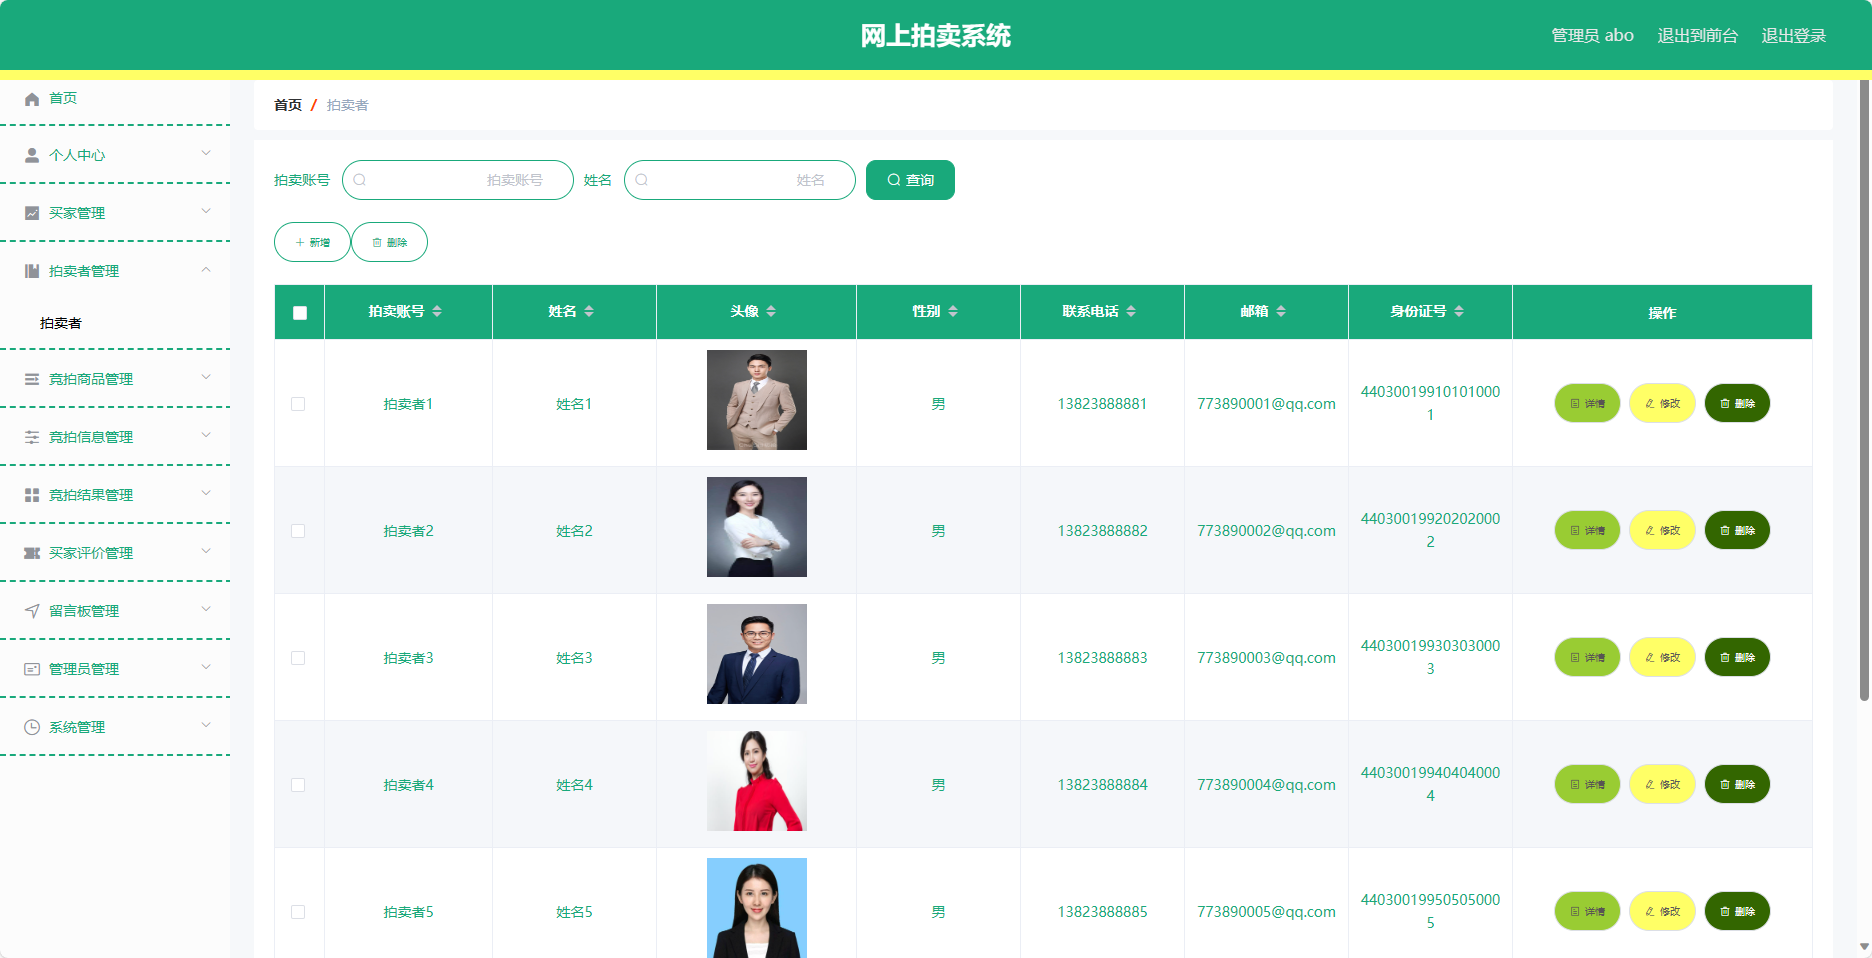 网上拍卖系统
管理员 abo 退出到前台 退出登录
首页
个人中心
买家管理
拍卖者管理
拍卖者
竞拍商品管理
竞拍信息管理
竞拍结果管理
买家评价管理
留言板管理
管理员管理
系统管理
首页 / 拍卖者
拍卖账号 拍卖账号 姓名 姓名 查询
新增 删除
拍卖账号 姓名 头像 性别 联系电话 邮箱 身份证号 操作
拍卖者1 姓名1 男 13823888881 773890001@qq.com 44030019910101000
1
详情 修改 删除
拍卖者2 姓名2 男 13823888882 773890002@qq.com 44030019920202000
2
详情 修改 删除
拍卖者3 姓名3 男 13823888883 773890003@qq.com 44030019930303000
3
详情 修改 删除
拍卖者4 姓名4 男 13823888884 773890004@qq.com 44030019940404000
4
详情 修改 删除
拍卖者5 姓名5 男 13823888885 773890005@qq.com 44030019950505000
5
详情 修改 删除